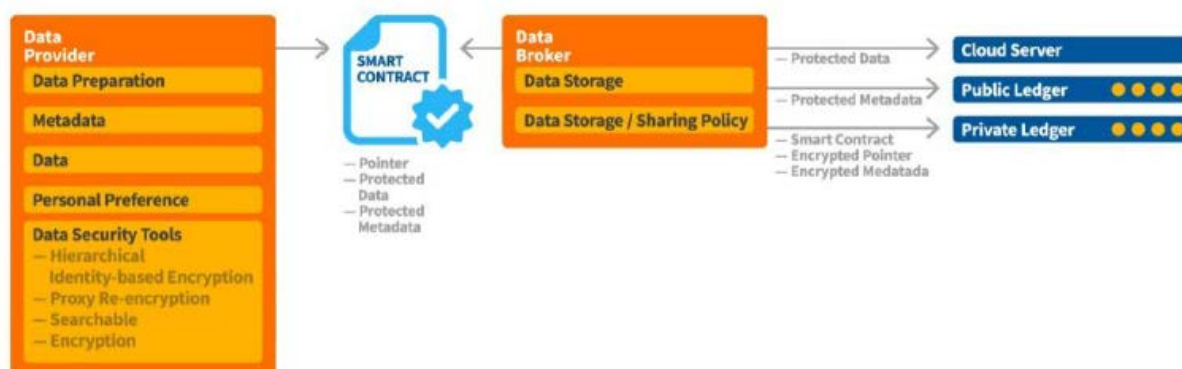 Data
Provider
Data Preparation
Metadata
Data
Personal Preference
Data Security Tools
— Hierarchical
Identity-based Encryption
— Proxy Re-encryption
— Searchable
— Encryption
SMART
CONTRACT
— Pointer
— Protected
Data
— Protected
Metadata
Data
Broker
Data Storage
Data Storage / Sharing Policy
— Protected Data
— Protected Metadata
— Smart Contract
— Encrypted Pointer
— Encrypted Medatada
Cloud Server
Public Ledger
Private Ledger